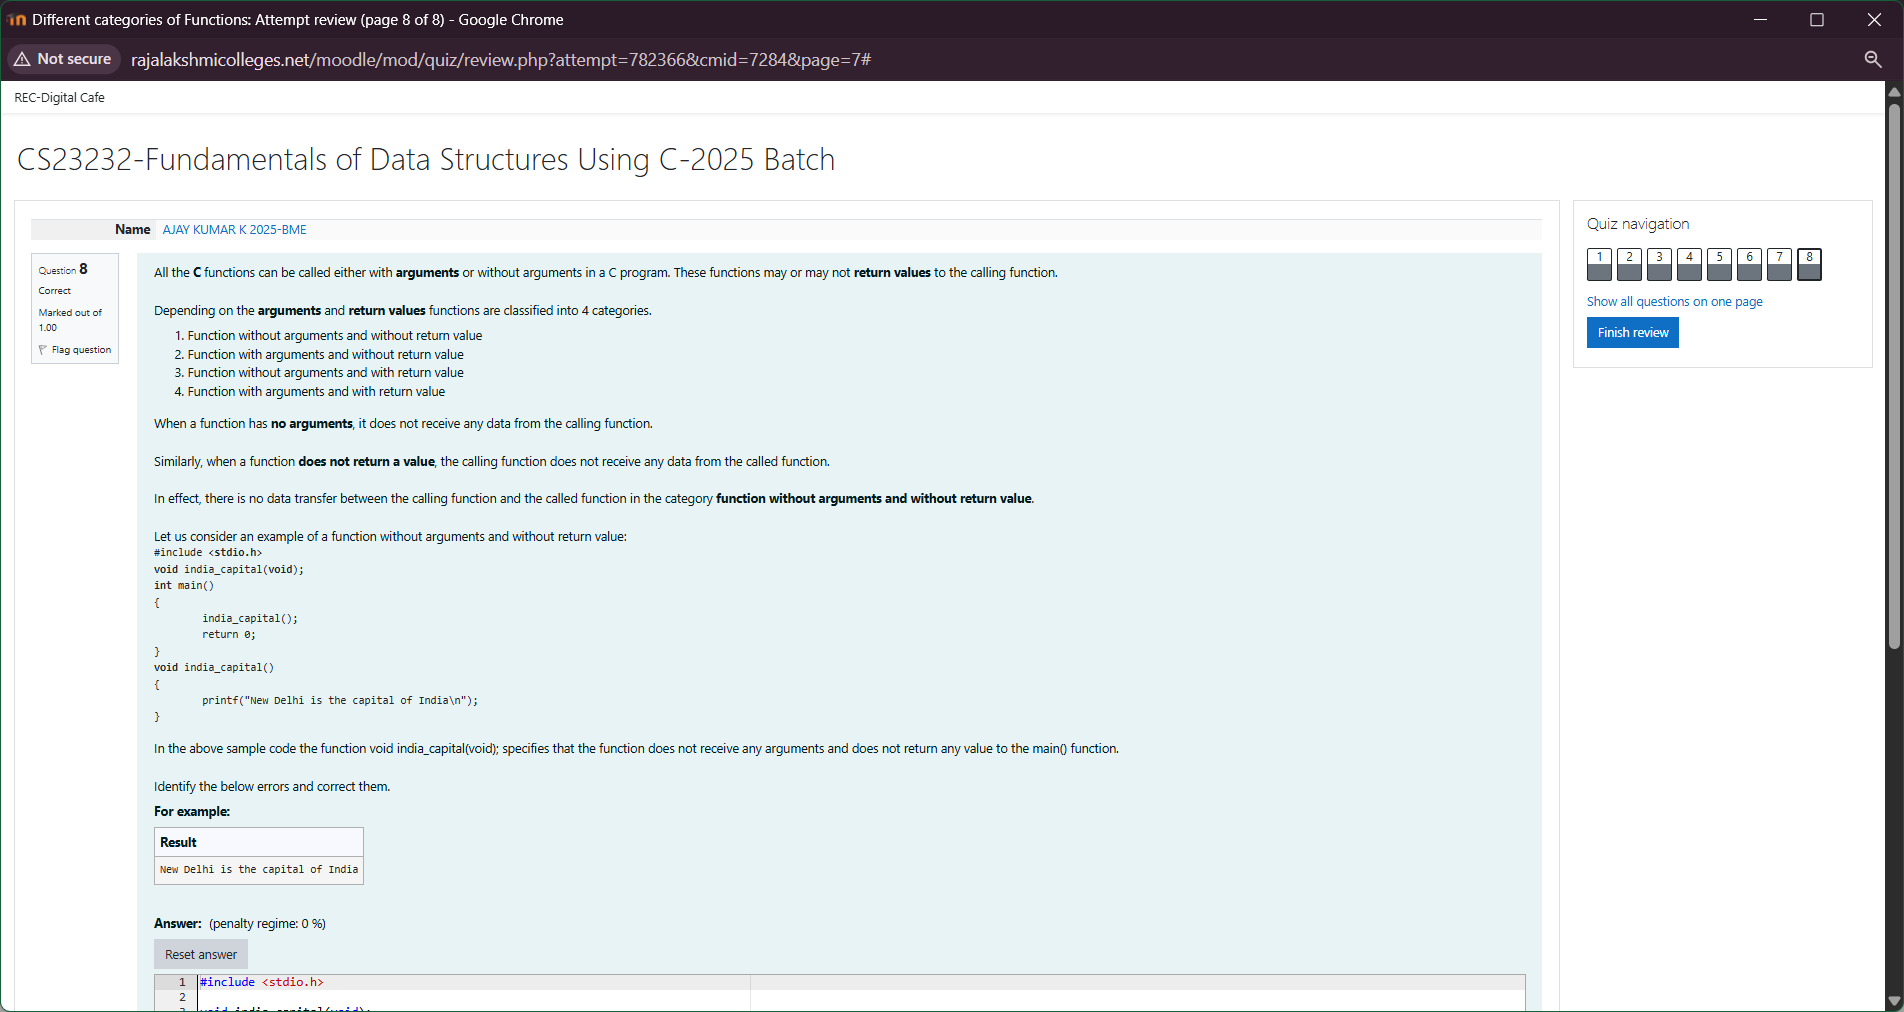 Different categories of Functions: Attempt review (page 8 of 8) - Google Chrome
Not secure
rajalakshmicolleges.net/moodle/mod/quiz/review.php?attempt=782366&cmid=7284&page=7#
REC-Digital Cafe
CS23232-Fundamentals of Data Structures Using C-2025 Batch
Name AJAY KUMAR K 2025-BME
Question 8
Correct
Marked out of
1.00
Flag question
All the C functions can be called either with arguments or without arguments in a C program. These functions may or may not return values to the calling function.
Depending on the arguments and return values functions are classified into 4 categories.
1. Function without arguments and without return value
2. Function with arguments and without return value
3. Function without arguments and with return value
4. Function with arguments and with return value
When a function has no arguments, it does not receive any data from the calling function.
Similarly, when a function does not return a value, the calling function does not receive any data from the called function.
In effect, there is no data transfer between the calling function and the called function in the category function without arguments and without return value.
Let us consider an example of a function without arguments and without return value:
#include <stdio.h>
void india_capital(void);
int main()
{
india_capital();
return 0;
}
void india_capital()
{
printf("New Delhi is the capital of India\n");
}
In the above sample code the function void india_capital(void); specifies that the function does not receive any arguments and does not return any value to the main() function.
Identify the below errors and correct them.
For example:
Result
New Delhi is the capital of India
Answer: (penalty regime: 0 %)
Reset answer
1 #include <stdio.h>
2
3 void india_capital(void);
Quiz navigation
1 2 3 4 5 6 7 8
Show all questions on one page
Finish review